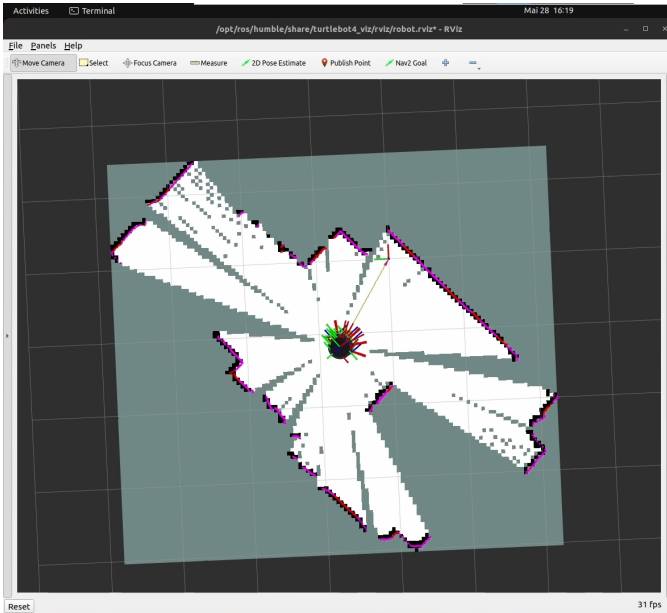 Activities Terminal Mai 28 16:19
/opt/ros/humble/share/turtlebot4_viz/rviz/robot.rviz* - RViz
File Panels Help
Move Camera Select Focus Camera Measure 2D Pose Estimate Publish Point Nav2 Goal
Reset 31 fps